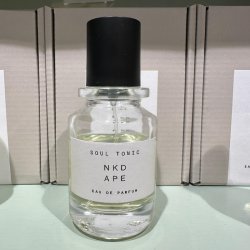 SOUL TONIC
NKD
APE
EAU DE PARFUM